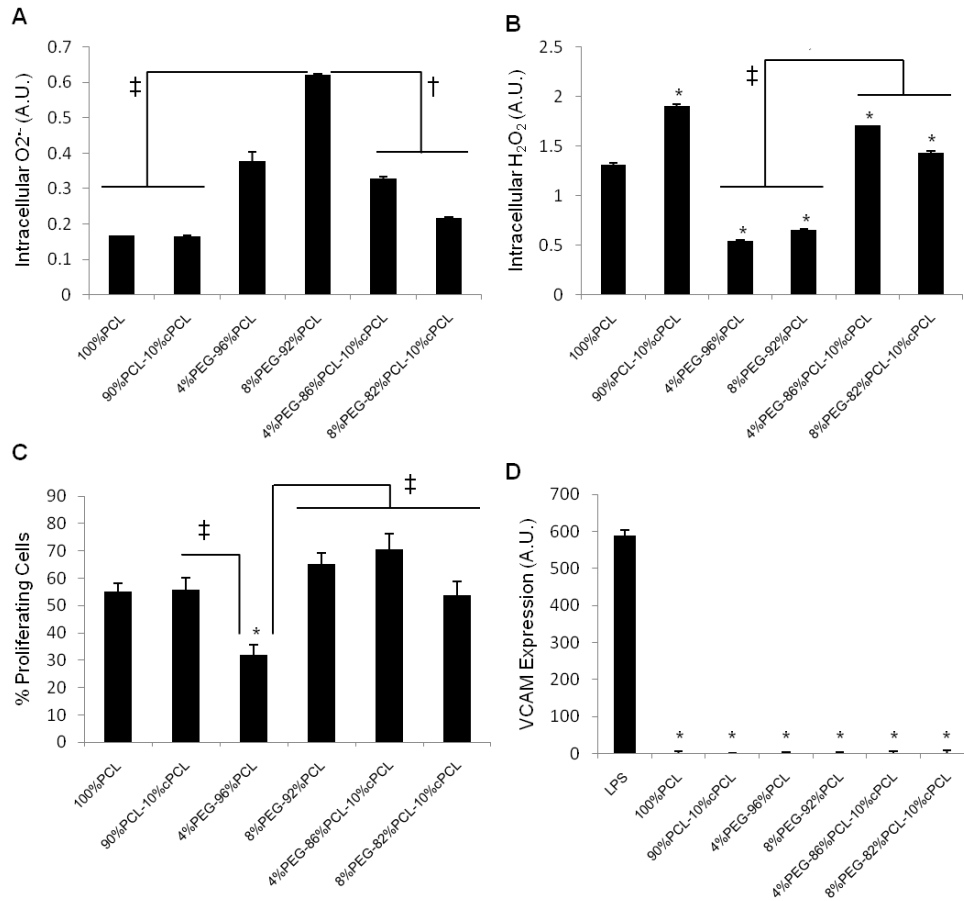 A
Intracellular O2•- (A.U.)
0.7
0.6
0.5
0.4
0.3
0.2
0.1
0
‡
†
100%PCL
90%PCL-10%cPCL
4%PEG-96%PCL
8%PEG-92%PCL
4%PEG-86%PCL-10%cPCL
8%PEG-82%PCL-10%cPCL
B
Intracellular H₂O₂ (A.U.)
2.5
2
1.5
1
0.5
0
‡
*
*
*
*
*
100%PCL
90%PCL-10%cPCL
4%PEG-96%PCL
8%PEG-92%PCL
4%PEG-86%PCL-10%cPCL
8%PEG-82%PCL-10%cPCL
C
% Proliferating Cells
90
80
70
60
50
40
30
20
10
0
‡
‡
*
100%PCL
90%PCL-10%cPCL
4%PEG-96%PCL
8%PEG-92%PCL
4%PEG-86%PCL-10%cPCL
8%PEG-82%PCL-10%cPCL
D
VCAM Expression (A.U.)
700
600
500
400
300
200
100
0
* * * * * *
LPS
100%PCL
90%PCL-10%cPCL
4%PEG-96%PCL
8%PEG-92%PCL
4%PEG-86%PCL-10%cPCL
8%PEG-82%PCL-10%cPCL